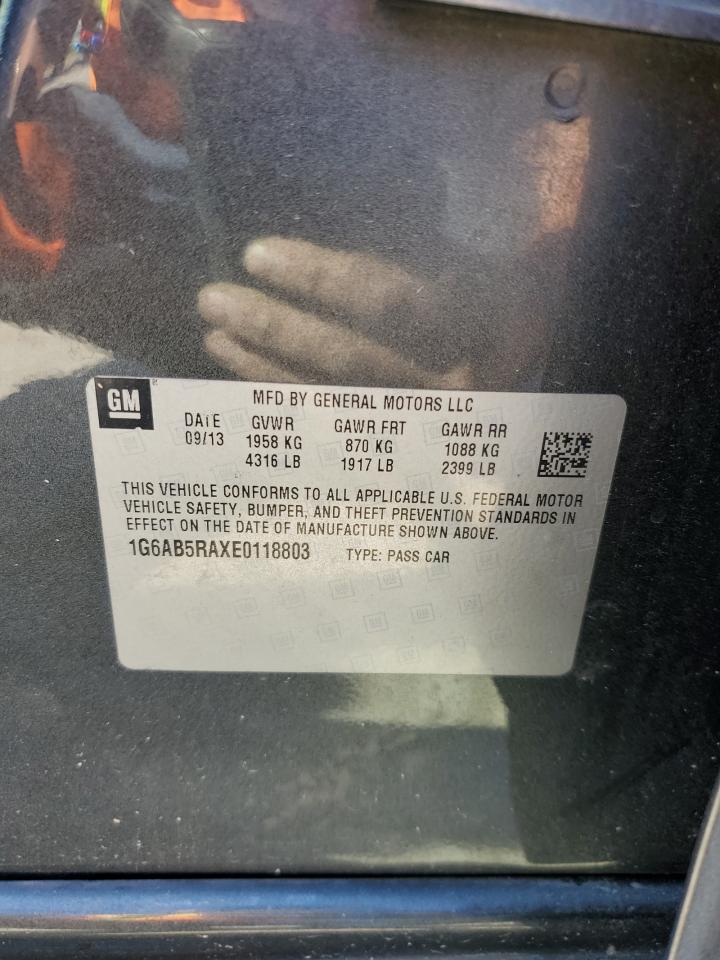 GM
MFD BY GENERAL MOTORS LLC
DATE GVWR GAWR FRT GAWR RR
09/13 1958 KG 870 KG 1088 KG
4316 LB 1917 LB 2399 LB
THIS VEHICLE CONFORMS TO ALL APPLICABLE U.S. FEDERAL MOTOR
VEHICLE SAFETY, BUMPER, AND THEFT PREVENTION STANDARDS IN
EFFECT ON THE DATE OF MANUFACTURE SHOWN ABOVE.
1G6AB5RAXE0118803 TYPE: PASS CAR